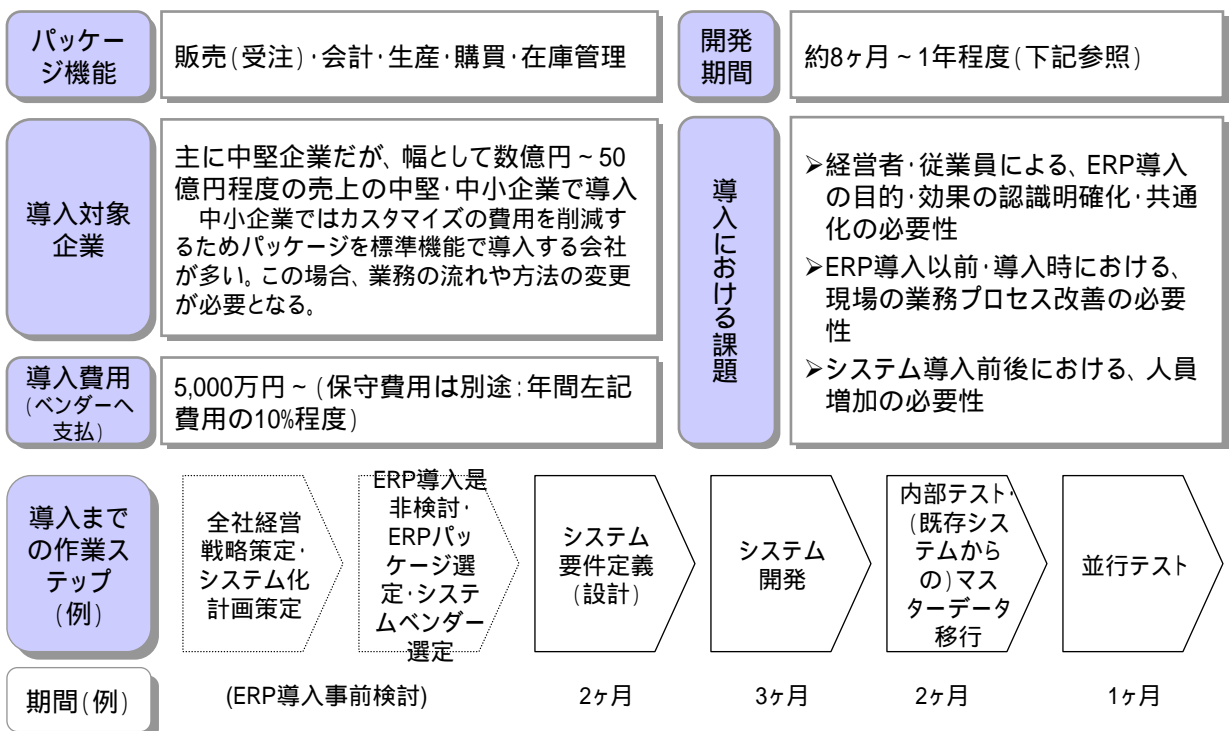 パッケー
ジ機能
販売(受注)･会計･生産･購買･在庫管理
開発
期間
約8ヶ月～1年程度(下記参照)
導入対象
企業
主に中堅企業だが、幅として数億円～50
億円程度の売上の中堅･中小企業で導入
中小企業ではカスタマイズの費用を削減す
るためパッケージを標準機能で導入する会社
が多い。この場合、業務の流れや方法の変更
が必要となる。
導入における課題
➢経営者･従業員による、ERP導入
の目的･効果の認識明確化･共通
化の必要性
➢ERP導入以前･導入時における、
現場の業務プロセス改善の必要
性
➢システム導入前後における、人員
増加の必要性
導入費用
(ベンダーへ
支払)
5,000万円～(保守費用は別途:年間左記
費用の10%程度)
導入まで
の作業ス
テップ
(例)
全社経営
戦略策定･
システム化
計画策定
ERP導入是
非検討･
ERPパッ
ケージ選
定･システ
ムベンダー
選定
システム
要件定義
(設計)
システム
開発
内部テスト･
(既存シス
テムから
の)マス
ターデータ
移行
並行テスト
期間(例)
(ERP導入事前検討)
2ヶ月
3ヶ月
2ヶ月
1ヶ月